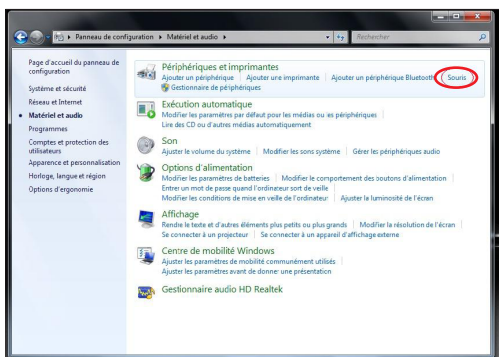 Panneau de configuration ▸ Matériel et audio ▸
Rechercher
Page d'accueil du panneau de
configuration
Système et sécurité
Réseau et Internet
Matériel et audio
Programmes
Comptes et protection des
utilisateurs
Apparence et personnalisation
Horloge, langue et région
Options d'ergonomie
Périphériques et imprimantes
Ajouter un périphérique | Ajouter une imprimante | Ajouter un périphérique Bluetooth | Souris
Gestionnaire de périphériques
Exécution automatique
Modifier les paramètres par défaut pour les médias ou les périphériques
Lire des CD ou d'autres médias automatiquement
Son
Ajuster le volume du système | Modifier les sons système | Gérer les périphériques audio
Options d'alimentation
Modifier les paramètres de batteries | Modifier le comportement des boutons d'alimentation
Entrer un mot de passe quand l'ordinateur sort de veille
Modifier les conditions de mise en veille de l'ordinateur | Ajuster la luminosité de l'écran
Affichage
Rendre le texte et d'autres éléments plus petits ou plus grands | Modifier la résolution de l'écran
Se connecter à un projecteur | Se connecter à un appareil d'affichage externe
Centre de mobilité Windows
Ajuster les paramètres de mobilité communément utilisés
Ajuster les paramètres avant de donner une présentation
Gestionnaire audio HD Realtek